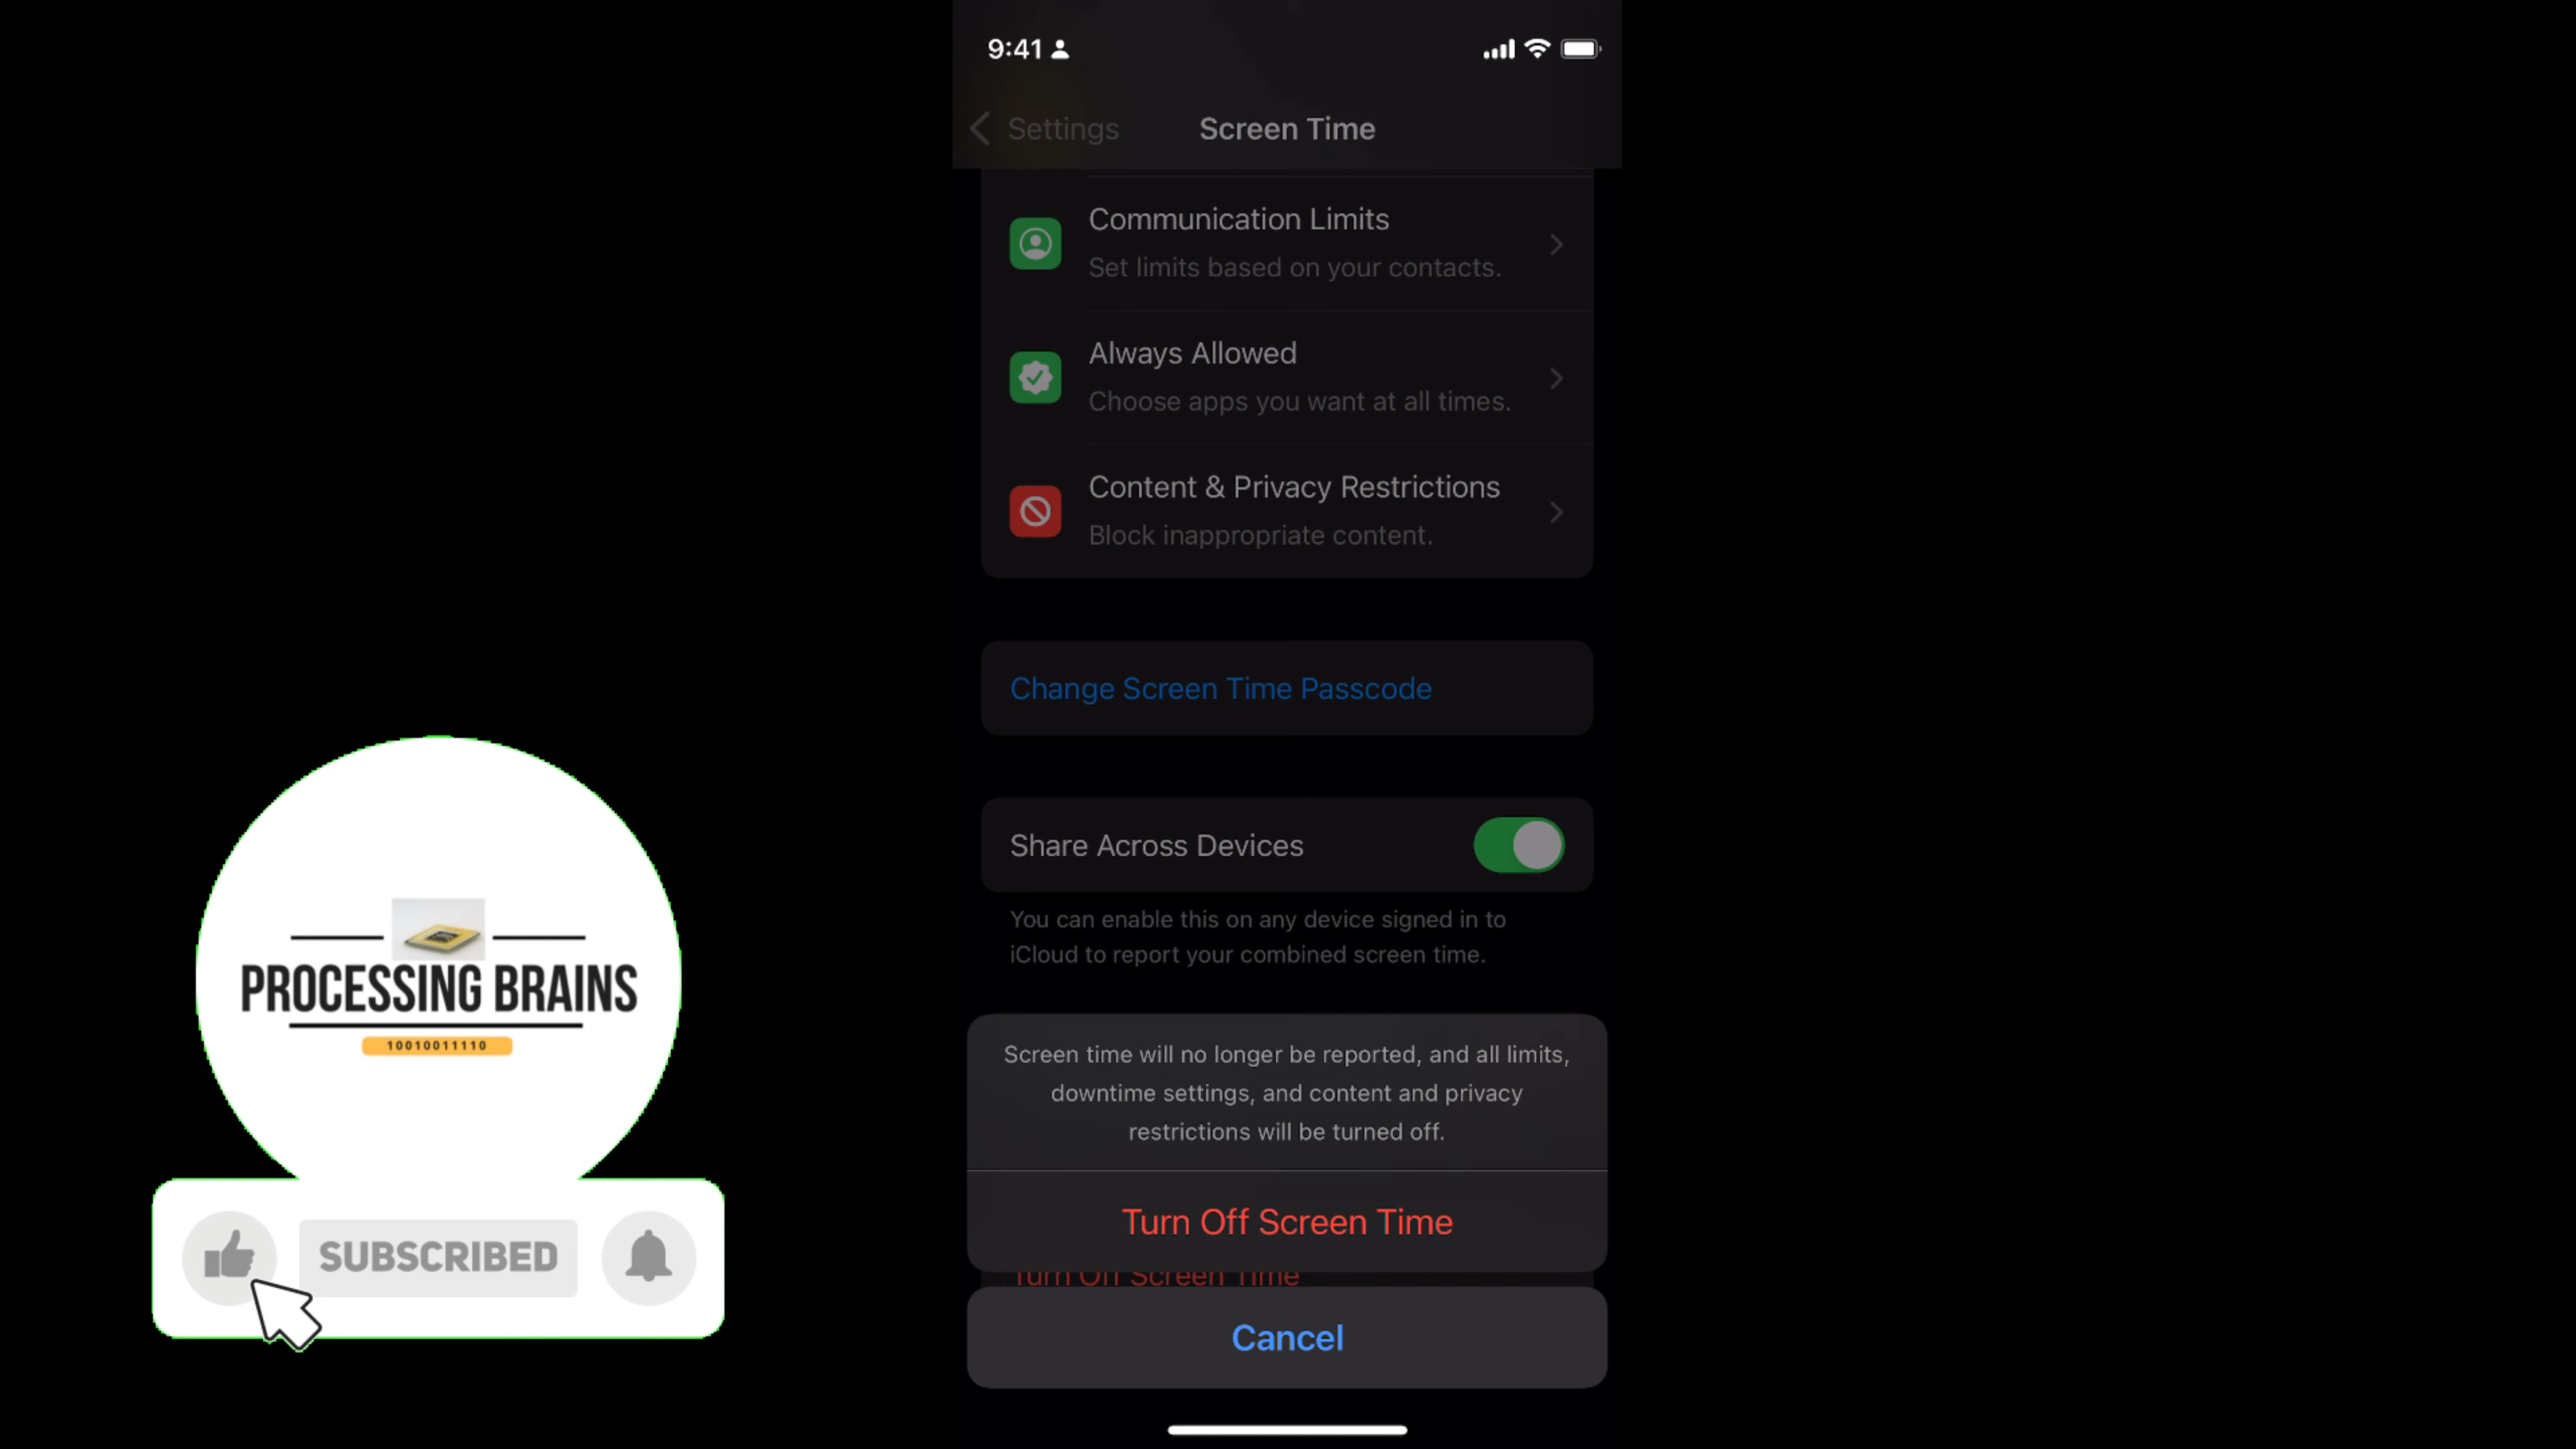 9:41
Settings
Screen Time
Communication Limits
Set limits based on your contacts.
Always Allowed
Choose apps you want at all times.
Content & Privacy Restrictions
Block inappropriate content.
Change Screen Time Passcode
Share Across Devices
You can enable this on any device signed in to
iCloud to report your combined screen time.
Screen time will no longer be reported, and all limits,
downtime settings, and content and privacy
restrictions will be turned off.
Turn Off Screen Time
Turn Off Screen Time
Cancel
PROCESSING BRAINS
10010011110
SUBSCRIBED